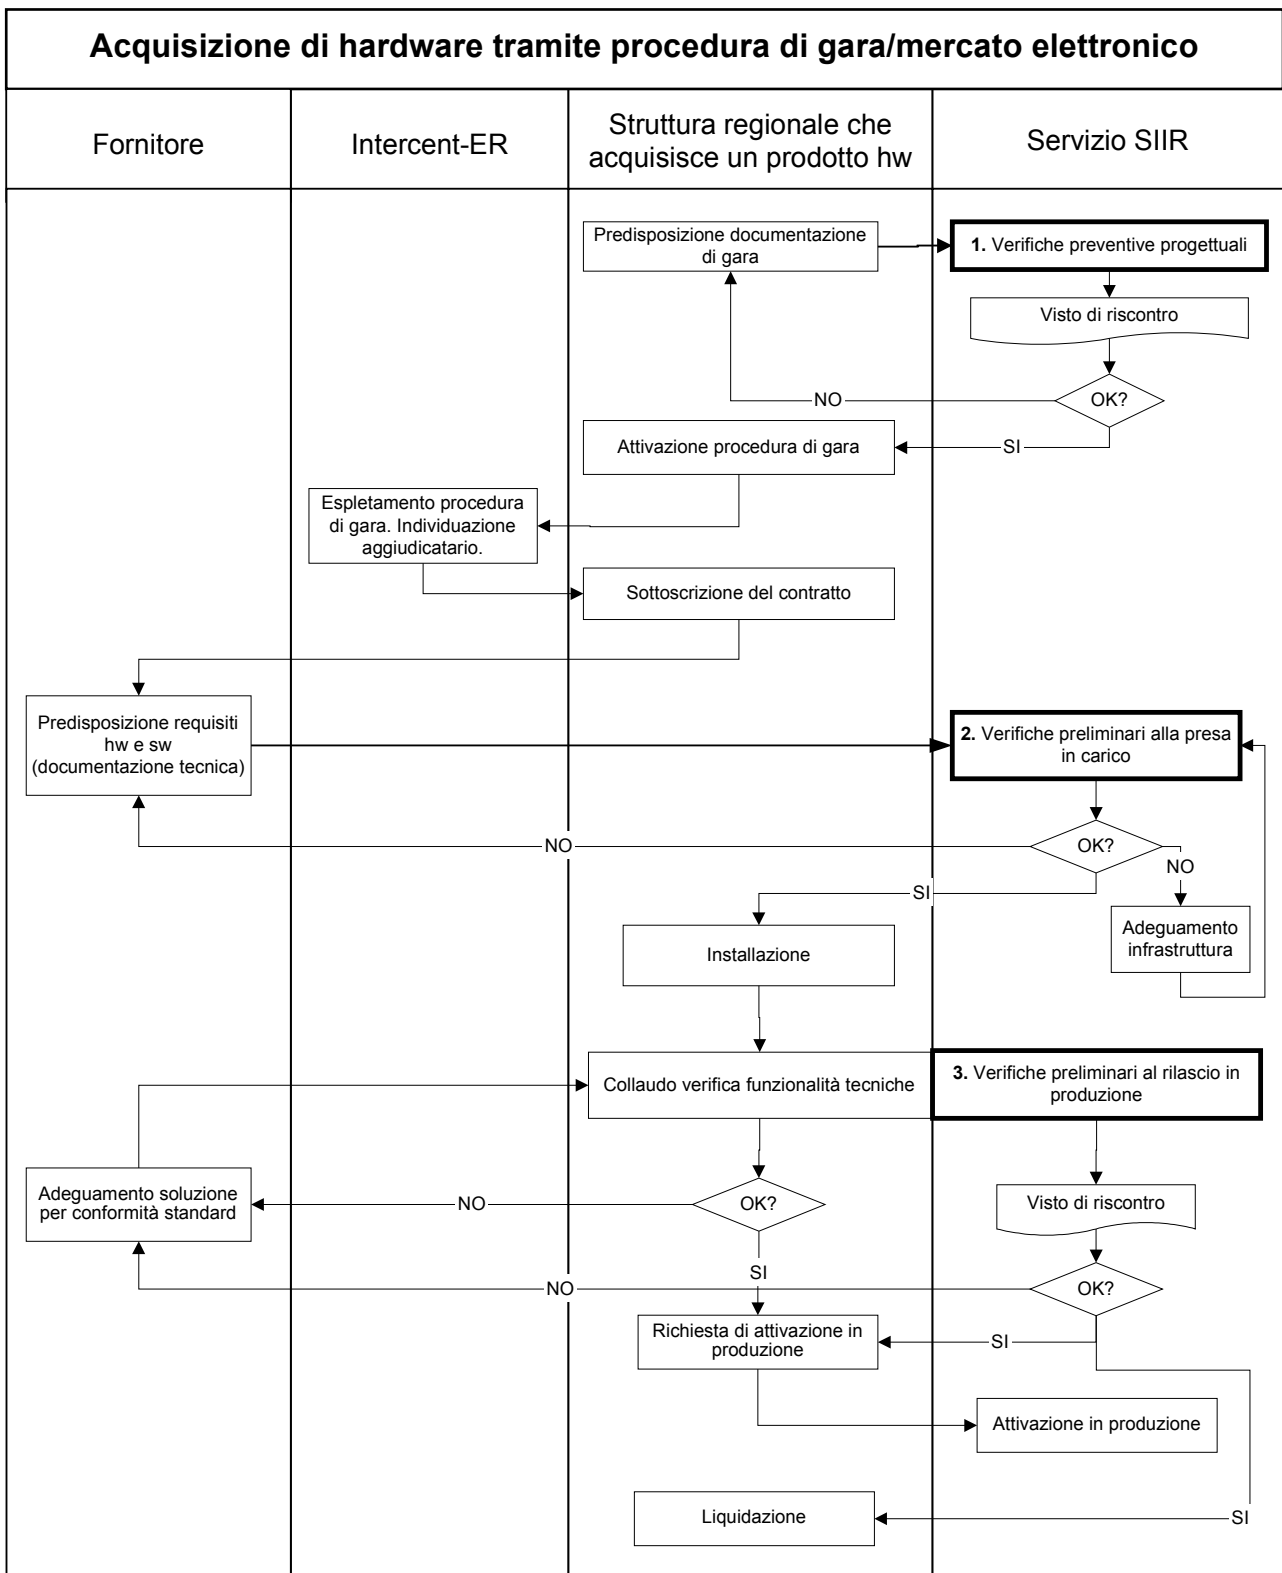 Acquisizione di hardware tramite procedura di gara/mercato elettronico
Fornitore
Intercent-ER
Struttura regionale che
acquisisce un prodotto hw
Servizio SIIR
Predisposizione documentazione
di gara
1. Verifiche preventive progettuali
Visto di riscontro
OK?
NO
SI
Attivazione procedura di gara
Espletamento procedura
di gara. Individuazione
aggiudicatario.
Sottoscrizione del contratto
Predisposizione requisiti
hw e sw
(documentazione tecnica)
2. Verifiche preliminari alla presa
in carico
OK?
NO
NO
SI
Adeguamento
infrastruttura
Installazione
Collaudo verifica funzionalità tecniche
3. Verifiche preliminari al rilascio in
produzione
Adeguamento soluzione
per conformità standard
NO
OK?
Visto di riscontro
SI
NO
OK?
Richiesta di attivazione in
produzione
SI
Attivazione in produzione
Liquidazione
SI